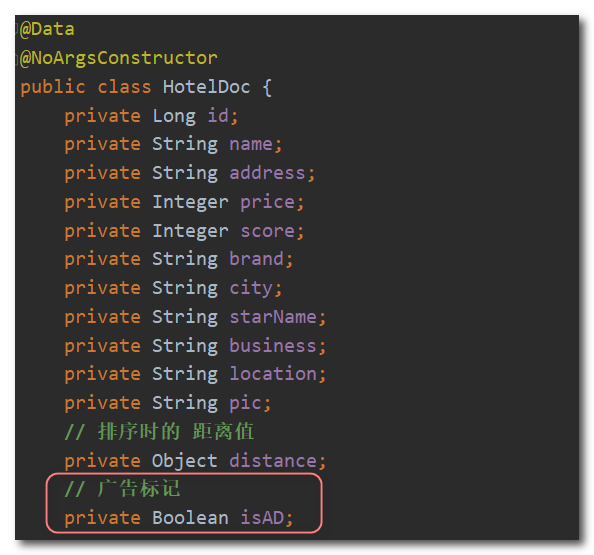 @Data
@NoArgsConstructor
public class HotelDoc {
    private Long id;
    private String name;
    private String address;
    private Integer price;
    private Integer score;
    private String brand;
    private String city;
    private String starName;
    private String business;
    private String location;
    private String pic;
    // 排序时的 距离值
    private Object distance;
    // 广告标记
    private Boolean isAD;